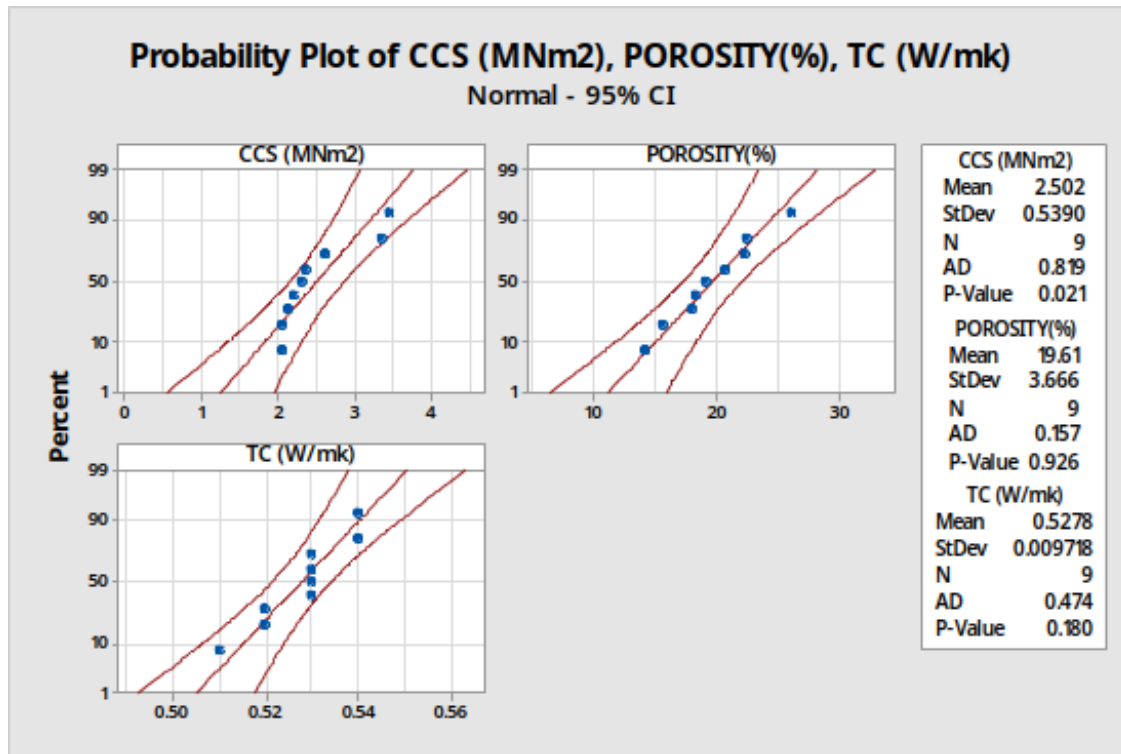 Probability Plot of CCS (MNm2), POROSITY(%), TC (W/mk)
Normal - 95% CI
CCS (MNm2)
99
90
50
10
1
0 1 2 3 4
POROSITY(%)
99
90
50
10
1
10 20 30
Percent
TC (W/mk)
99
90
50
10
1
0.50 0.52 0.54 0.56
CCS (MNm2)
Mean 2.502
StDev 0.5390
N 9
AD 0.819
P-Value 0.021
POROSITY(%)
Mean 19.61
StDev 3.666
N 9
AD 0.157
P-Value 0.926
TC (W/mk)
Mean 0.5278
StDev 0.009718
N 9
AD 0.474
P-Value 0.180